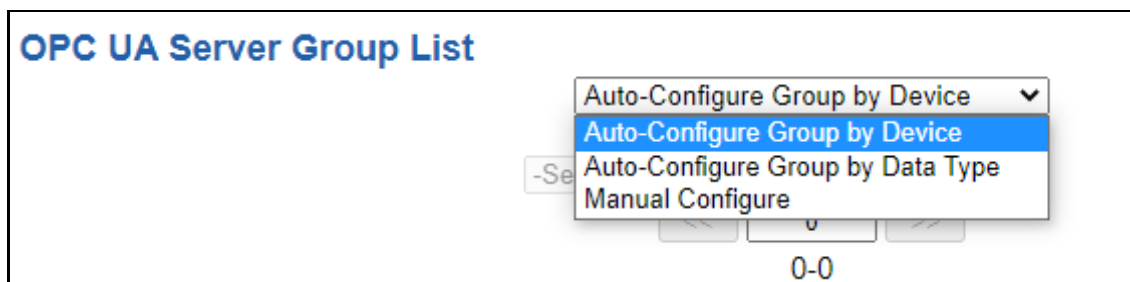 OPC UA Server Group List
Auto-Configure Group by Device
Auto-Configure Group by Device
Auto-Configure Group by Data Type
-Se
Manual Configure
<< 0 >>
0-0